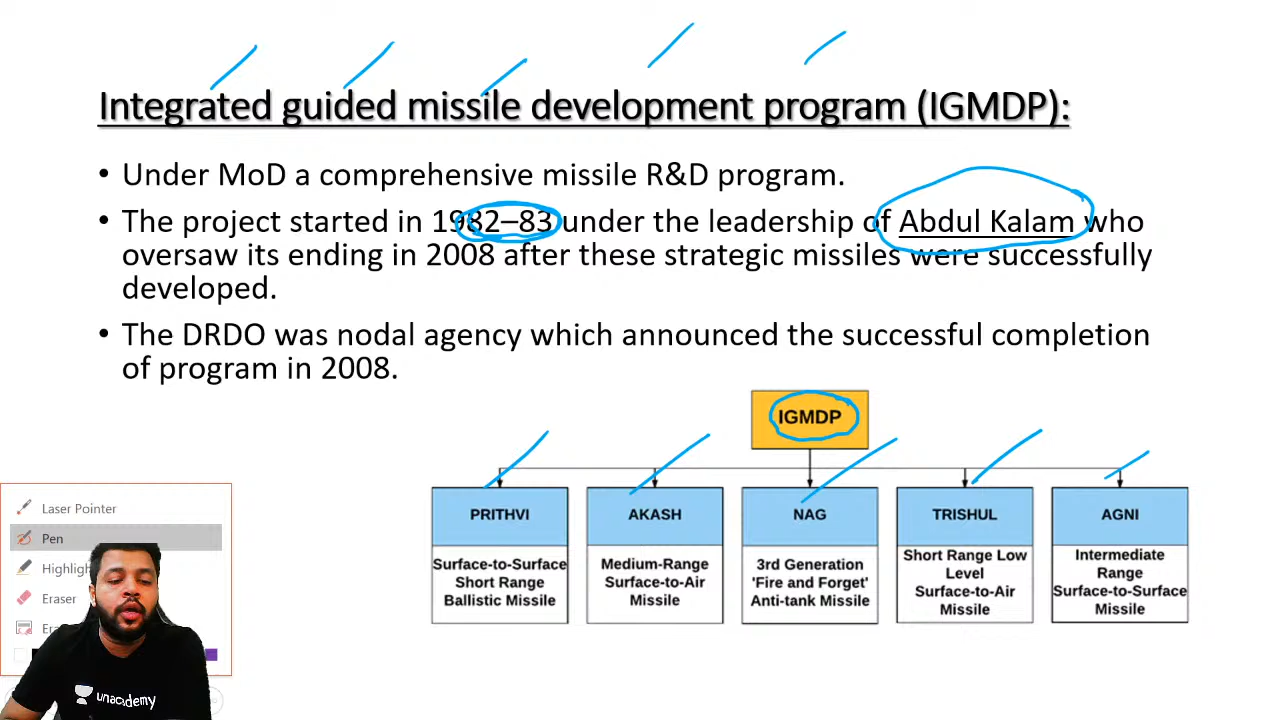 Integrated guided missile development program (IGMDP):
• Under MoD a comprehensive missile R&D program.
• The project started in 1982–83 under the leadership of Abdul Kalam who
oversaw its ending in 2008 after these strategic missiles were successfully
developed.
• The DRDO was nodal agency which announced the successful completion
of program in 2008.
IGMDP
PRITHVI
Surface-to-Surface
Short Range
Ballistic Missile
AKASH
Medium-Range
Surface-to-Air
Missile
NAG
3rd Generation
'Fire and Forget'
Anti-tank Missile
TRISHUL
Short Range Low
Level
Surface-to-Air
Missile
AGNI
Intermediate
Range
Surface-to-Surface
Missile
Laser Pointer
Pen
Highlig
Eraser
Er
unacademy